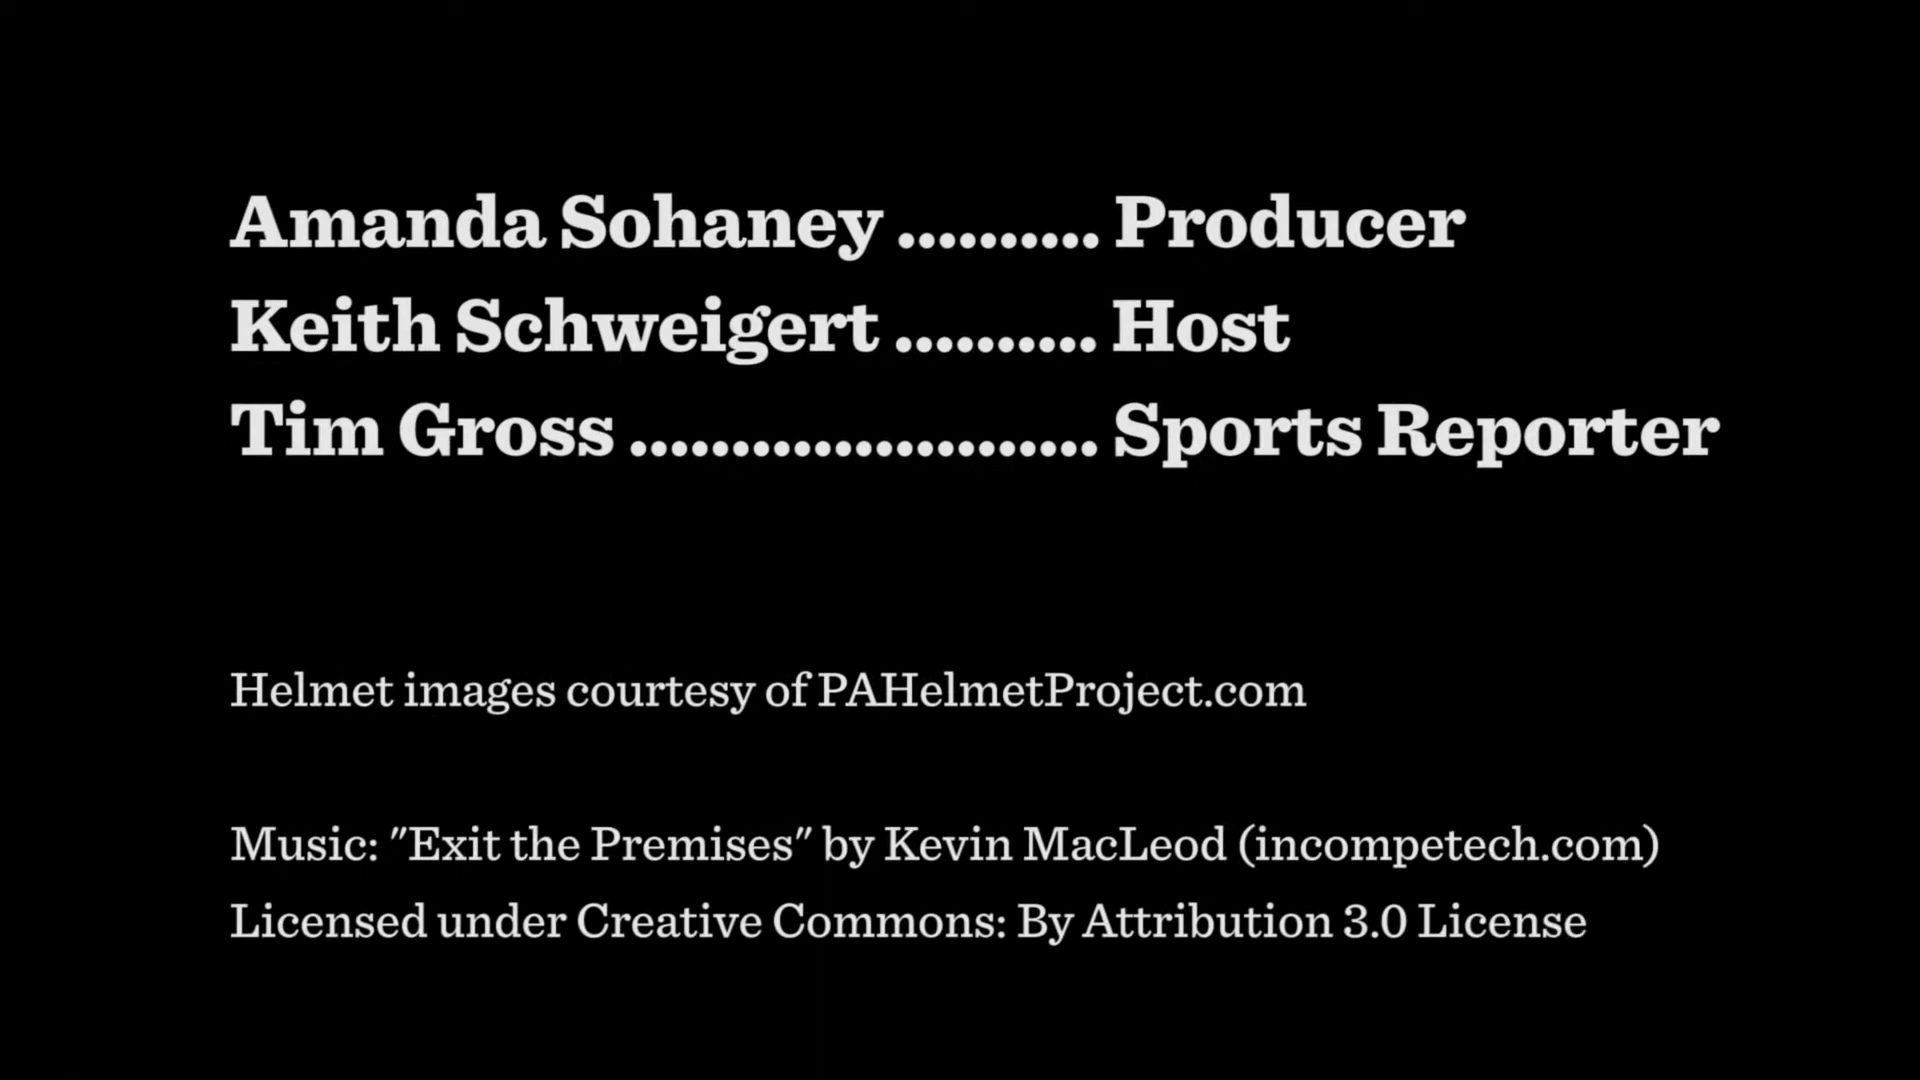 Amanda Sohaney .......... Producer
Keith Schweigert .......... Host
Tim Gross ....................... Sports Reporter
Helmet images courtesy of PAHelmetProject.com
Music: "Exit the Premises" by Kevin MacLeod (incompetech.com)
Licensed under Creative Commons: By Attribution 3.0 License